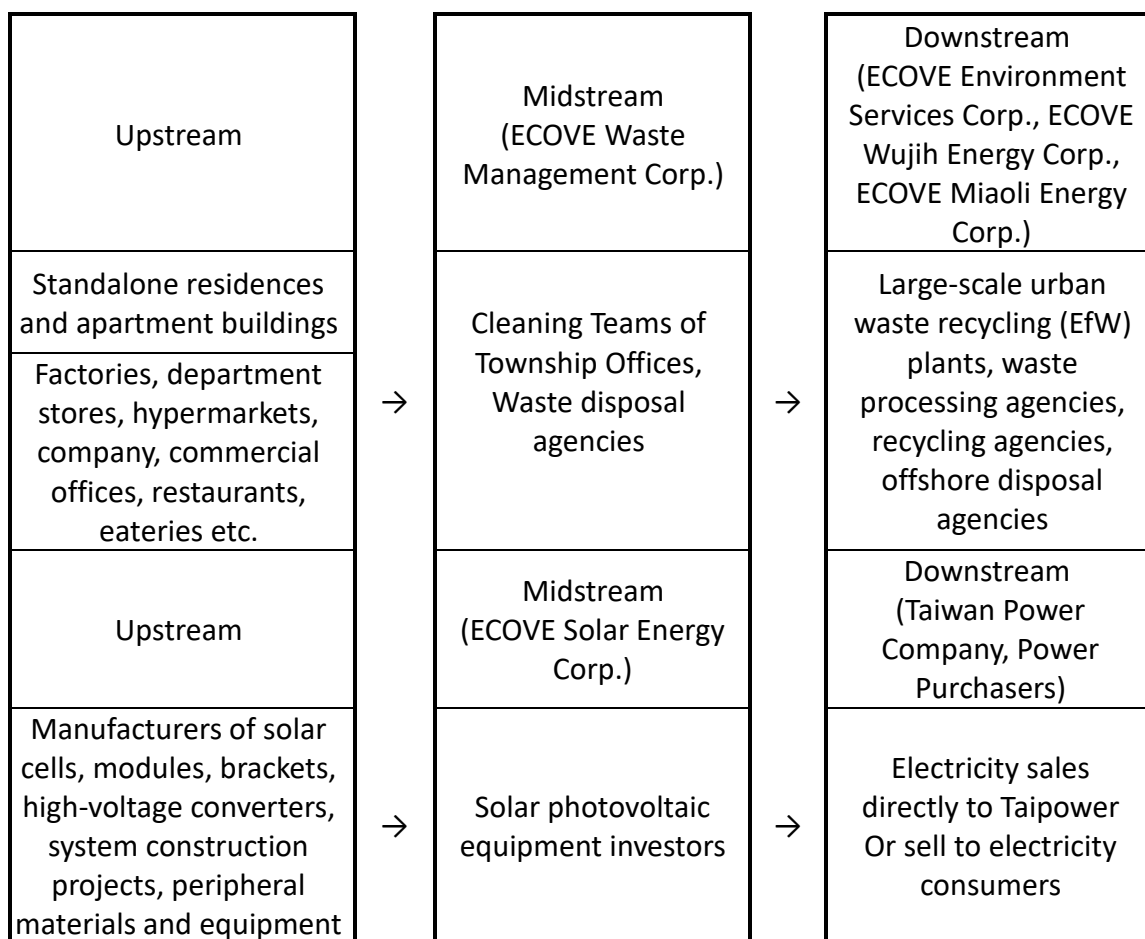 Upstream
Midstream
(ECOVE Waste
Management Corp.)
Downstream
(ECOVE Environment
Services Corp., ECOVE
Wujih Energy Corp.,
ECOVE Miaoli Energy
Corp.)
Standalone residences
and apartment buildings
Factories, department
stores, hypermarkets,
company, commercial
offices, restaurants,
eateries etc.
→
Cleaning Teams of
Township Offices,
Waste disposal
agencies
→
Large-scale urban
waste recycling (EfW)
plants, waste
processing agencies,
recycling agencies,
offshore disposal
agencies
Upstream
Midstream
(ECOVE Solar Energy
Corp.)
Downstream
(Taiwan Power
Company, Power
Purchasers)
Manufacturers of solar
cells, modules, brackets,
high-voltage converters,
system construction
projects, peripheral
materials and equipment
→
Solar photovoltaic
equipment investors
→
Electricity sales
directly to Taipower
Or sell to electricity
consumers